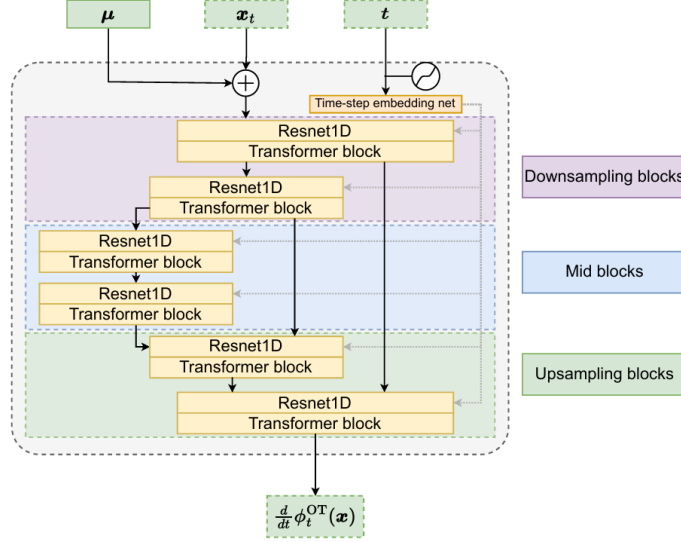 μ
x_t
t
Time-step embedding net
Resnet1D
Transformer block
Resnet1D
Transformer block
Downsampling blocks
Resnet1D
Transformer block
Mid blocks
Resnet1D
Transformer block
Resnet1D
Transformer block
Upsampling blocks
Resnet1D
Transformer block
d/dt ϕ_t^OT(x)